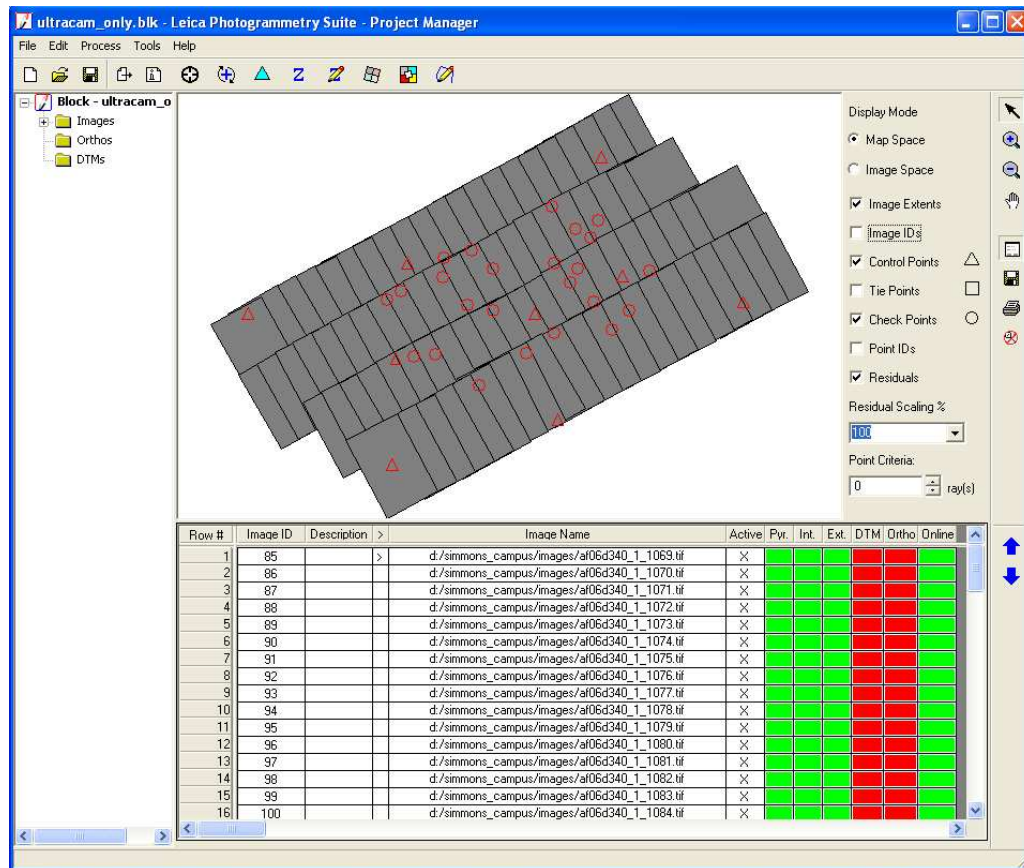 ultracam_only.blk - Leica Photogrammetry Suite - Project Manager
File Edit Process Tools Help
Z Z
Block - ultracam_o
Images
Orthos
DTMs
Display Mode
Map Space
Image Space
Image Extents
Image IDs
Control Points
Tie Points
Check Points
Point IDs
Residuals
Residual Scaling %
100
Point Criteria:
0 ray(s)
Row # Image ID Description > Image Name Active Pyr. Int. Ext. DTM Ortho Online
1 85 > d:/simmons_campus/images/af06d340_1_1069.tif X
2 86 d:/simmons_campus/images/af06d340_1_1070.tif X
3 87 d:/simmons_campus/images/af06d340_1_1071.tif X
4 88 d:/simmons_campus/images/af06d340_1_1072.tif X
5 89 d:/simmons_campus/images/af06d340_1_1073.tif X
6 90 d:/simmons_campus/images/af06d340_1_1074.tif X
7 91 d:/simmons_campus/images/af06d340_1_1075.tif X
8 92 d:/simmons_campus/images/af06d340_1_1076.tif X
9 93 d:/simmons_campus/images/af06d340_1_1077.tif X
10 94 d:/simmons_campus/images/af06d340_1_1078.tif X
11 95 d:/simmons_campus/images/af06d340_1_1079.tif X
12 96 d:/simmons_campus/images/af06d340_1_1080.tif X
13 97 d:/simmons_campus/images/af06d340_1_1081.tif X
14 98 d:/simmons_campus/images/af06d340_1_1082.tif X
15 99 d:/simmons_campus/images/af06d340_1_1083.tif X
16 100 d:/simmons_campus/images/af06d340_1_1084.tif X